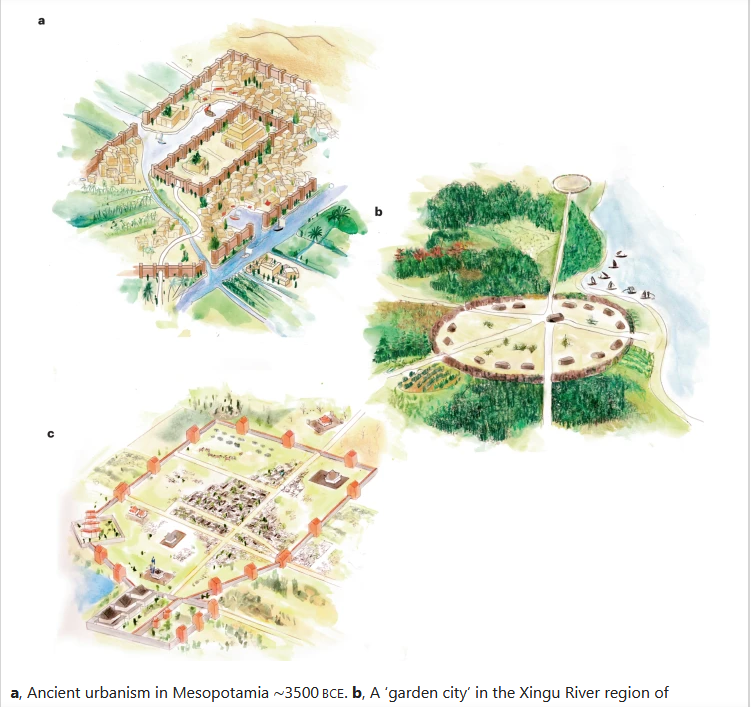 a
b
c
a, Ancient urbanism in Mesopotamia ~3500 BCE. b, A ‘garden city’ in the Xingu River region of